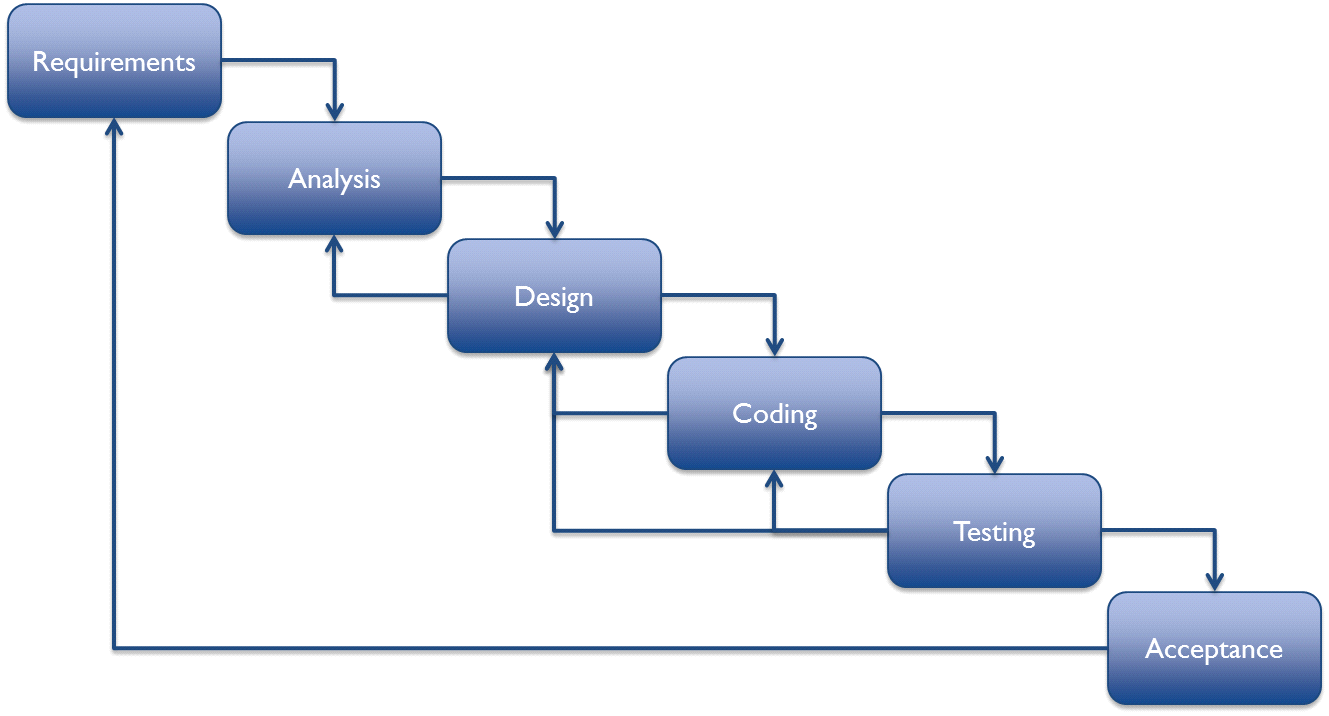 Requirements
Analysis
Design
Coding
Testing
Acceptance